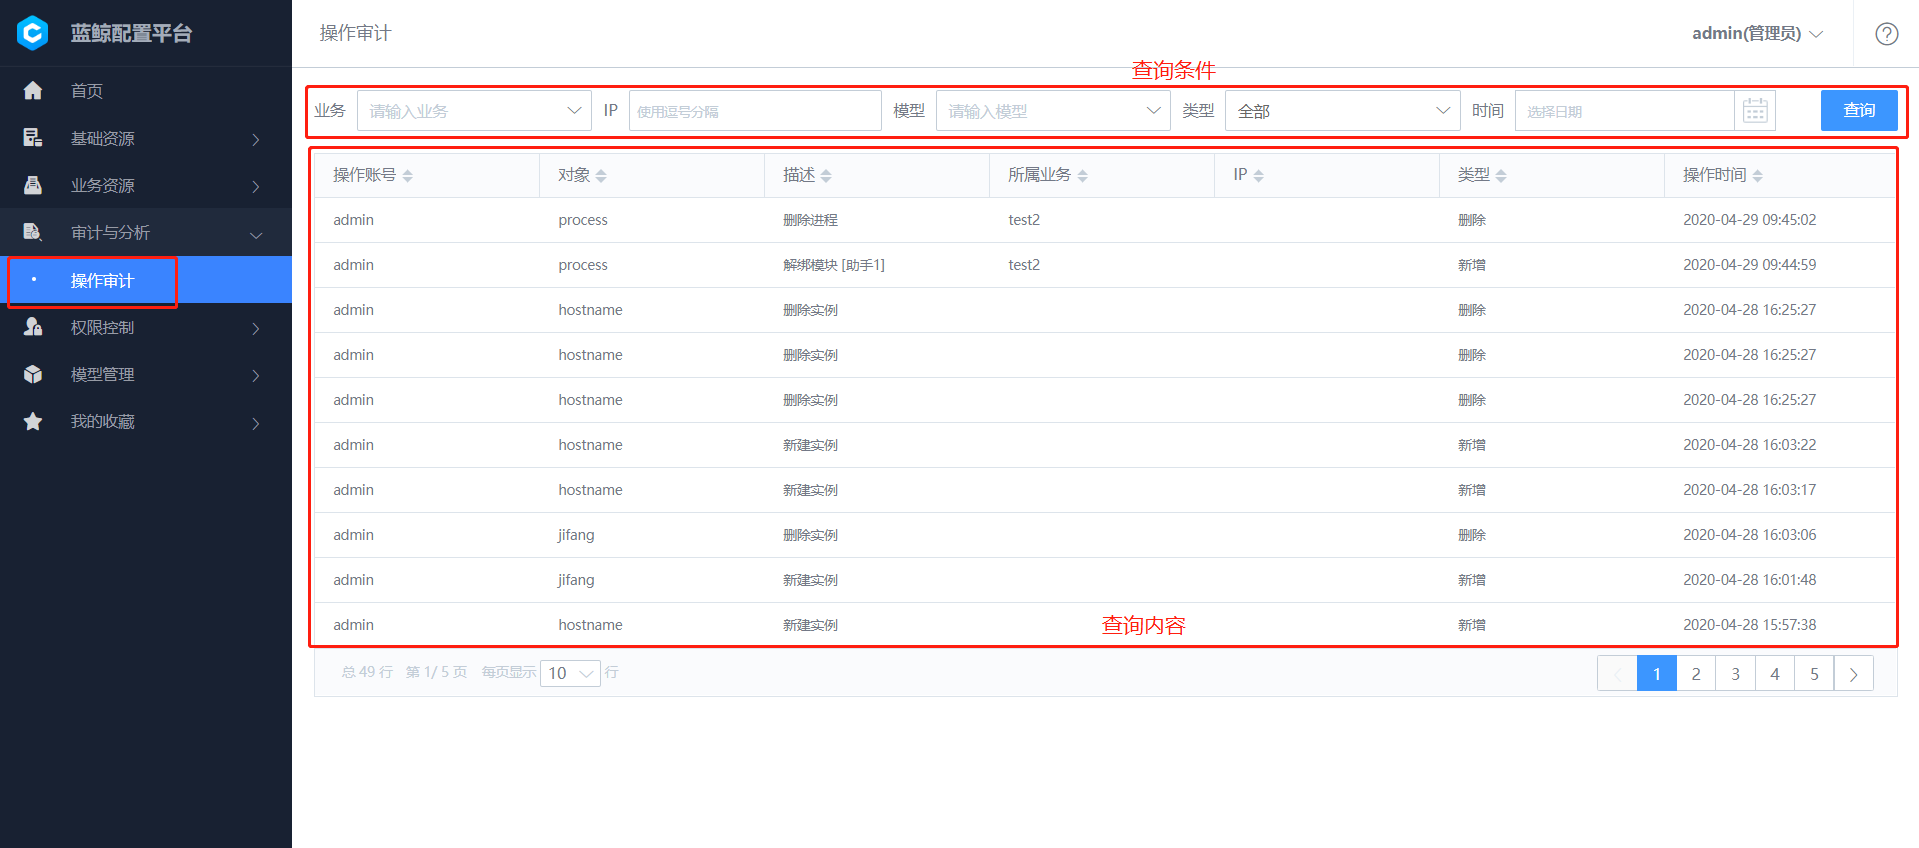 蓝鲸配置平台
首页
基础资源
业务资源
审计与分析
操作审计
权限控制
模型管理
我的收藏
操作审计
admin(管理员)
查询条件
业务 请输入业务 IP 使用逗号分隔 模型 请输入模型 类型 全部 时间 选择日期 查询
操作账号 对象 描述 所属业务 IP 类型 操作时间
admin process 删除进程 test2 删除 2020-04-29 09:45:02
admin process 解绑模块 [助手1] test2 新增 2020-04-29 09:44:59
admin hostname 删除实例 删除 2020-04-28 16:25:27
admin hostname 删除实例 删除 2020-04-28 16:25:27
admin hostname 删除实例 删除 2020-04-28 16:25:27
admin hostname 新建实例 新增 2020-04-28 16:03:22
admin hostname 新建实例 新增 2020-04-28 16:03:17
admin jifang 删除实例 删除 2020-04-28 16:03:06
admin jifang 新建实例 新增 2020-04-28 16:01:48
admin hostname 新建实例 新增 2020-04-28 15:57:38
查询内容
总 49 行 第 1/ 5 页 每页显示 10 行
1 2 3 4 5